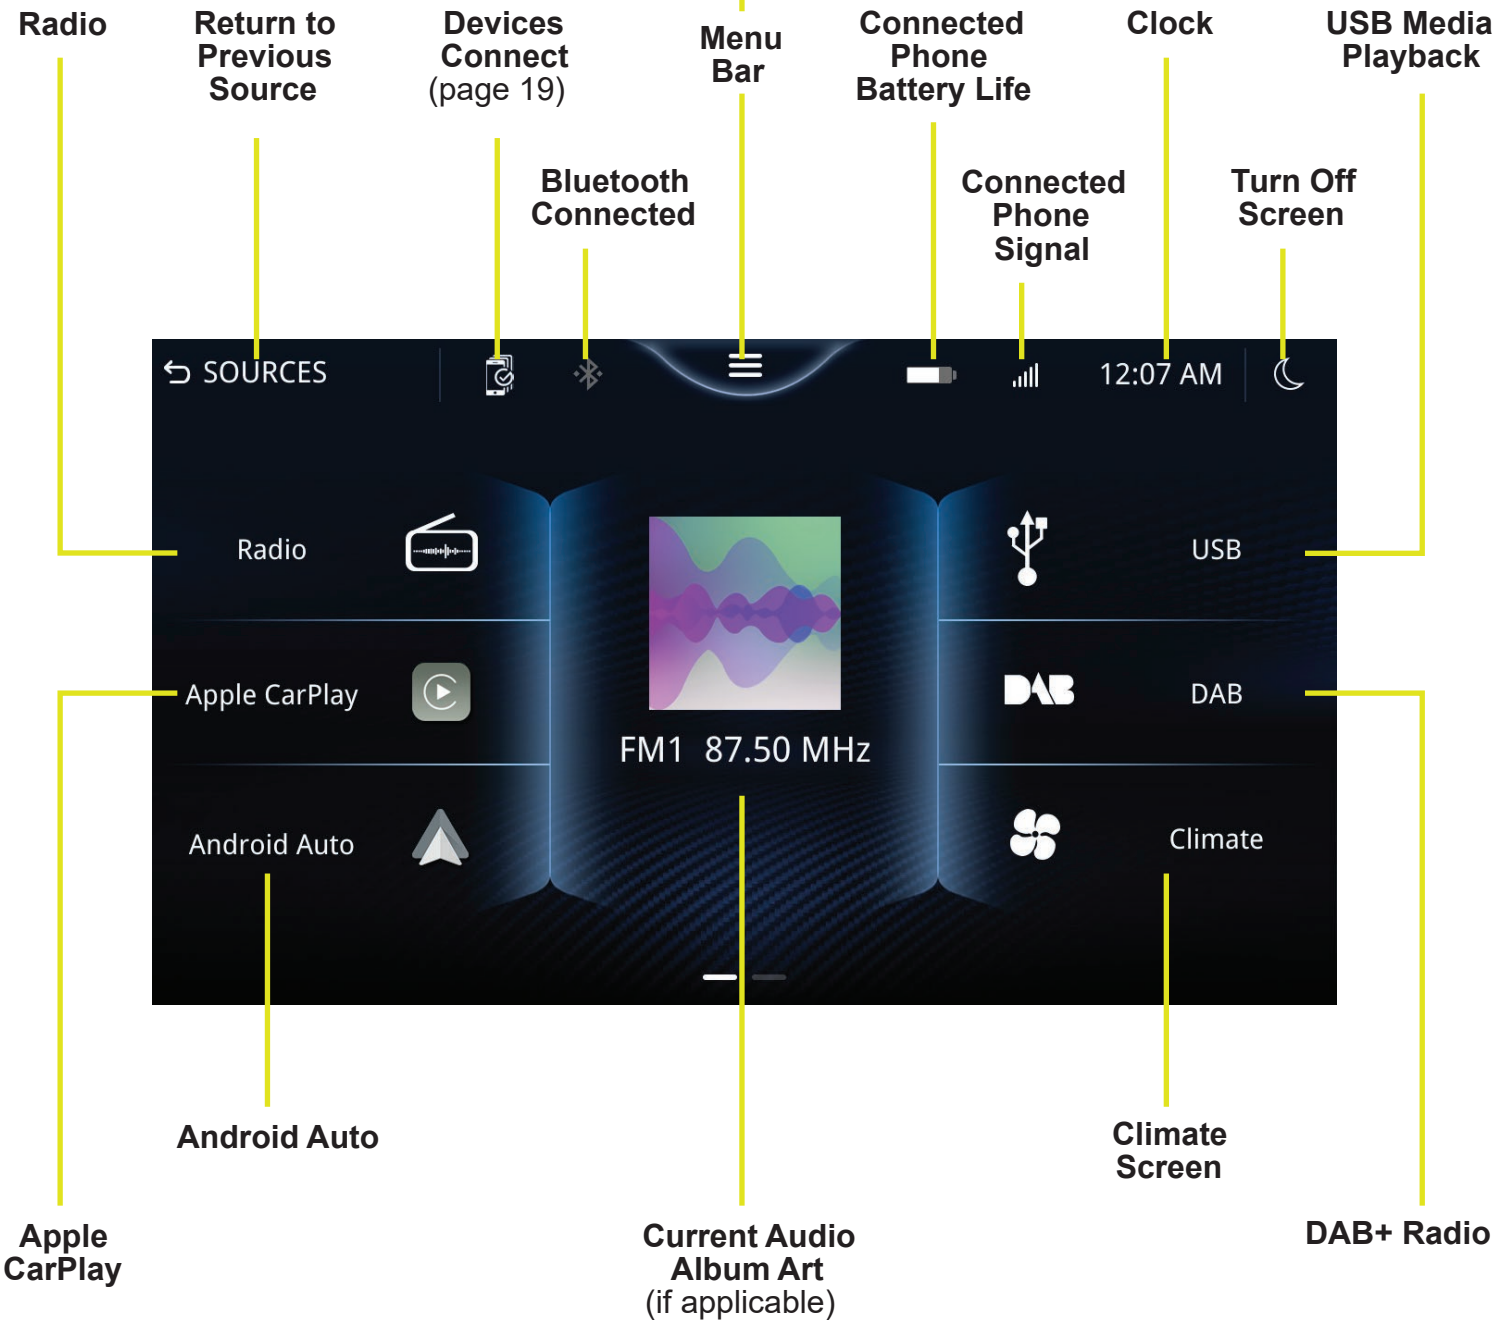 Radio
Return to
Previous
Source
Devices
Connect
(page 19)
Menu
Bar
Connected
Phone
Battery Life
Clock
USB Media
Playback
Bluetooth
Connected
Connected
Phone
Signal
Turn Off
Screen
SOURCES
12:07 AM
Radio
USB
Apple CarPlay
DAB
DAB
FM1 87.50 MHz
Android Auto
Climate
Android Auto
Climate
Screen
Apple
CarPlay
Current Audio
Album Art
(if applicable)
DAB+ Radio